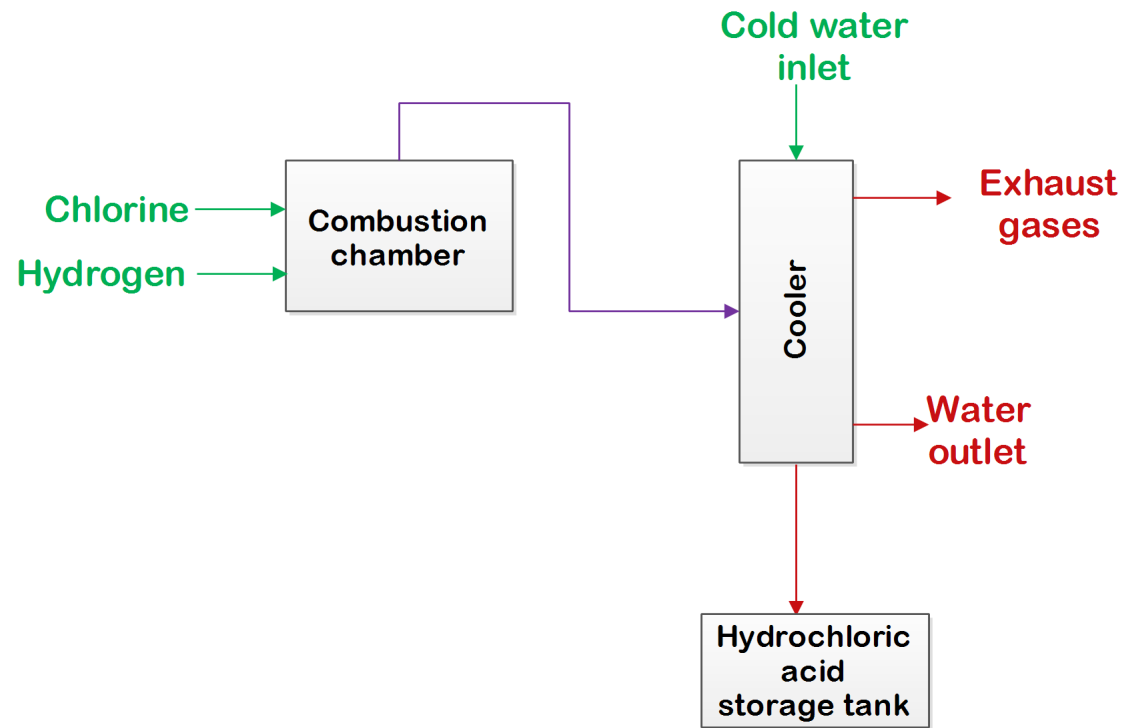 Cold water
inlet
Chlorine
Hydrogen
Combustion
chamber
Cooler
Exhaust
gases
Water
outlet
Hydrochloric
acid
storage tank